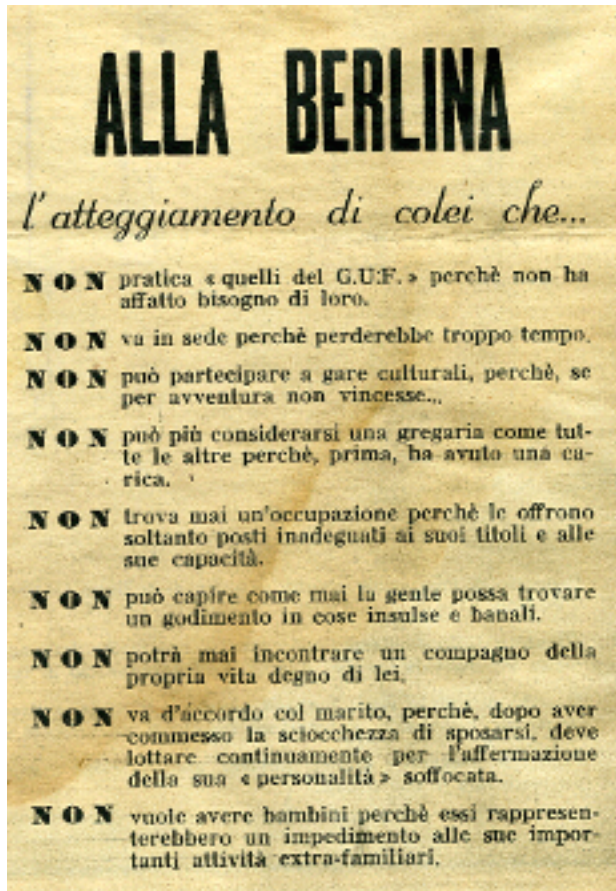 ALLA BERLINA
l'atteggiamento di colei che...
NON pratica « quelli del G.U.F. » perchè non ha
affatto bisogno di loro.
NON va in sede perchè perderebbe troppo tempo.
NON può partecipare a gare culturali, perchè, se
per avventura non vincesse...
NON può più considerarsi una gregaria come tut-
te le altre perchè, prima, ha avuto una ca-
rica.
NON trova mai un'occupazione perchè le offrono
soltanto posti inadeguati ai suoi titoli e alle
sue capacità.
NON può capire come mai la gente possa trovare
un godimento in cose insulse e banali.
NON potrà mai incontrare un compagno della
propria vita degno di lei.
NON va d'accordo col marito, perchè, dopo aver
commesso la sciocchezza di sposarsi, deve
lottare continuamente per l'affermazione
della sua « personalità » soffocata.
NON vuole avere bambini perchè essi rappresen-
terebbero un impedimento alle sue impor-
tanti attività extra-familiari.